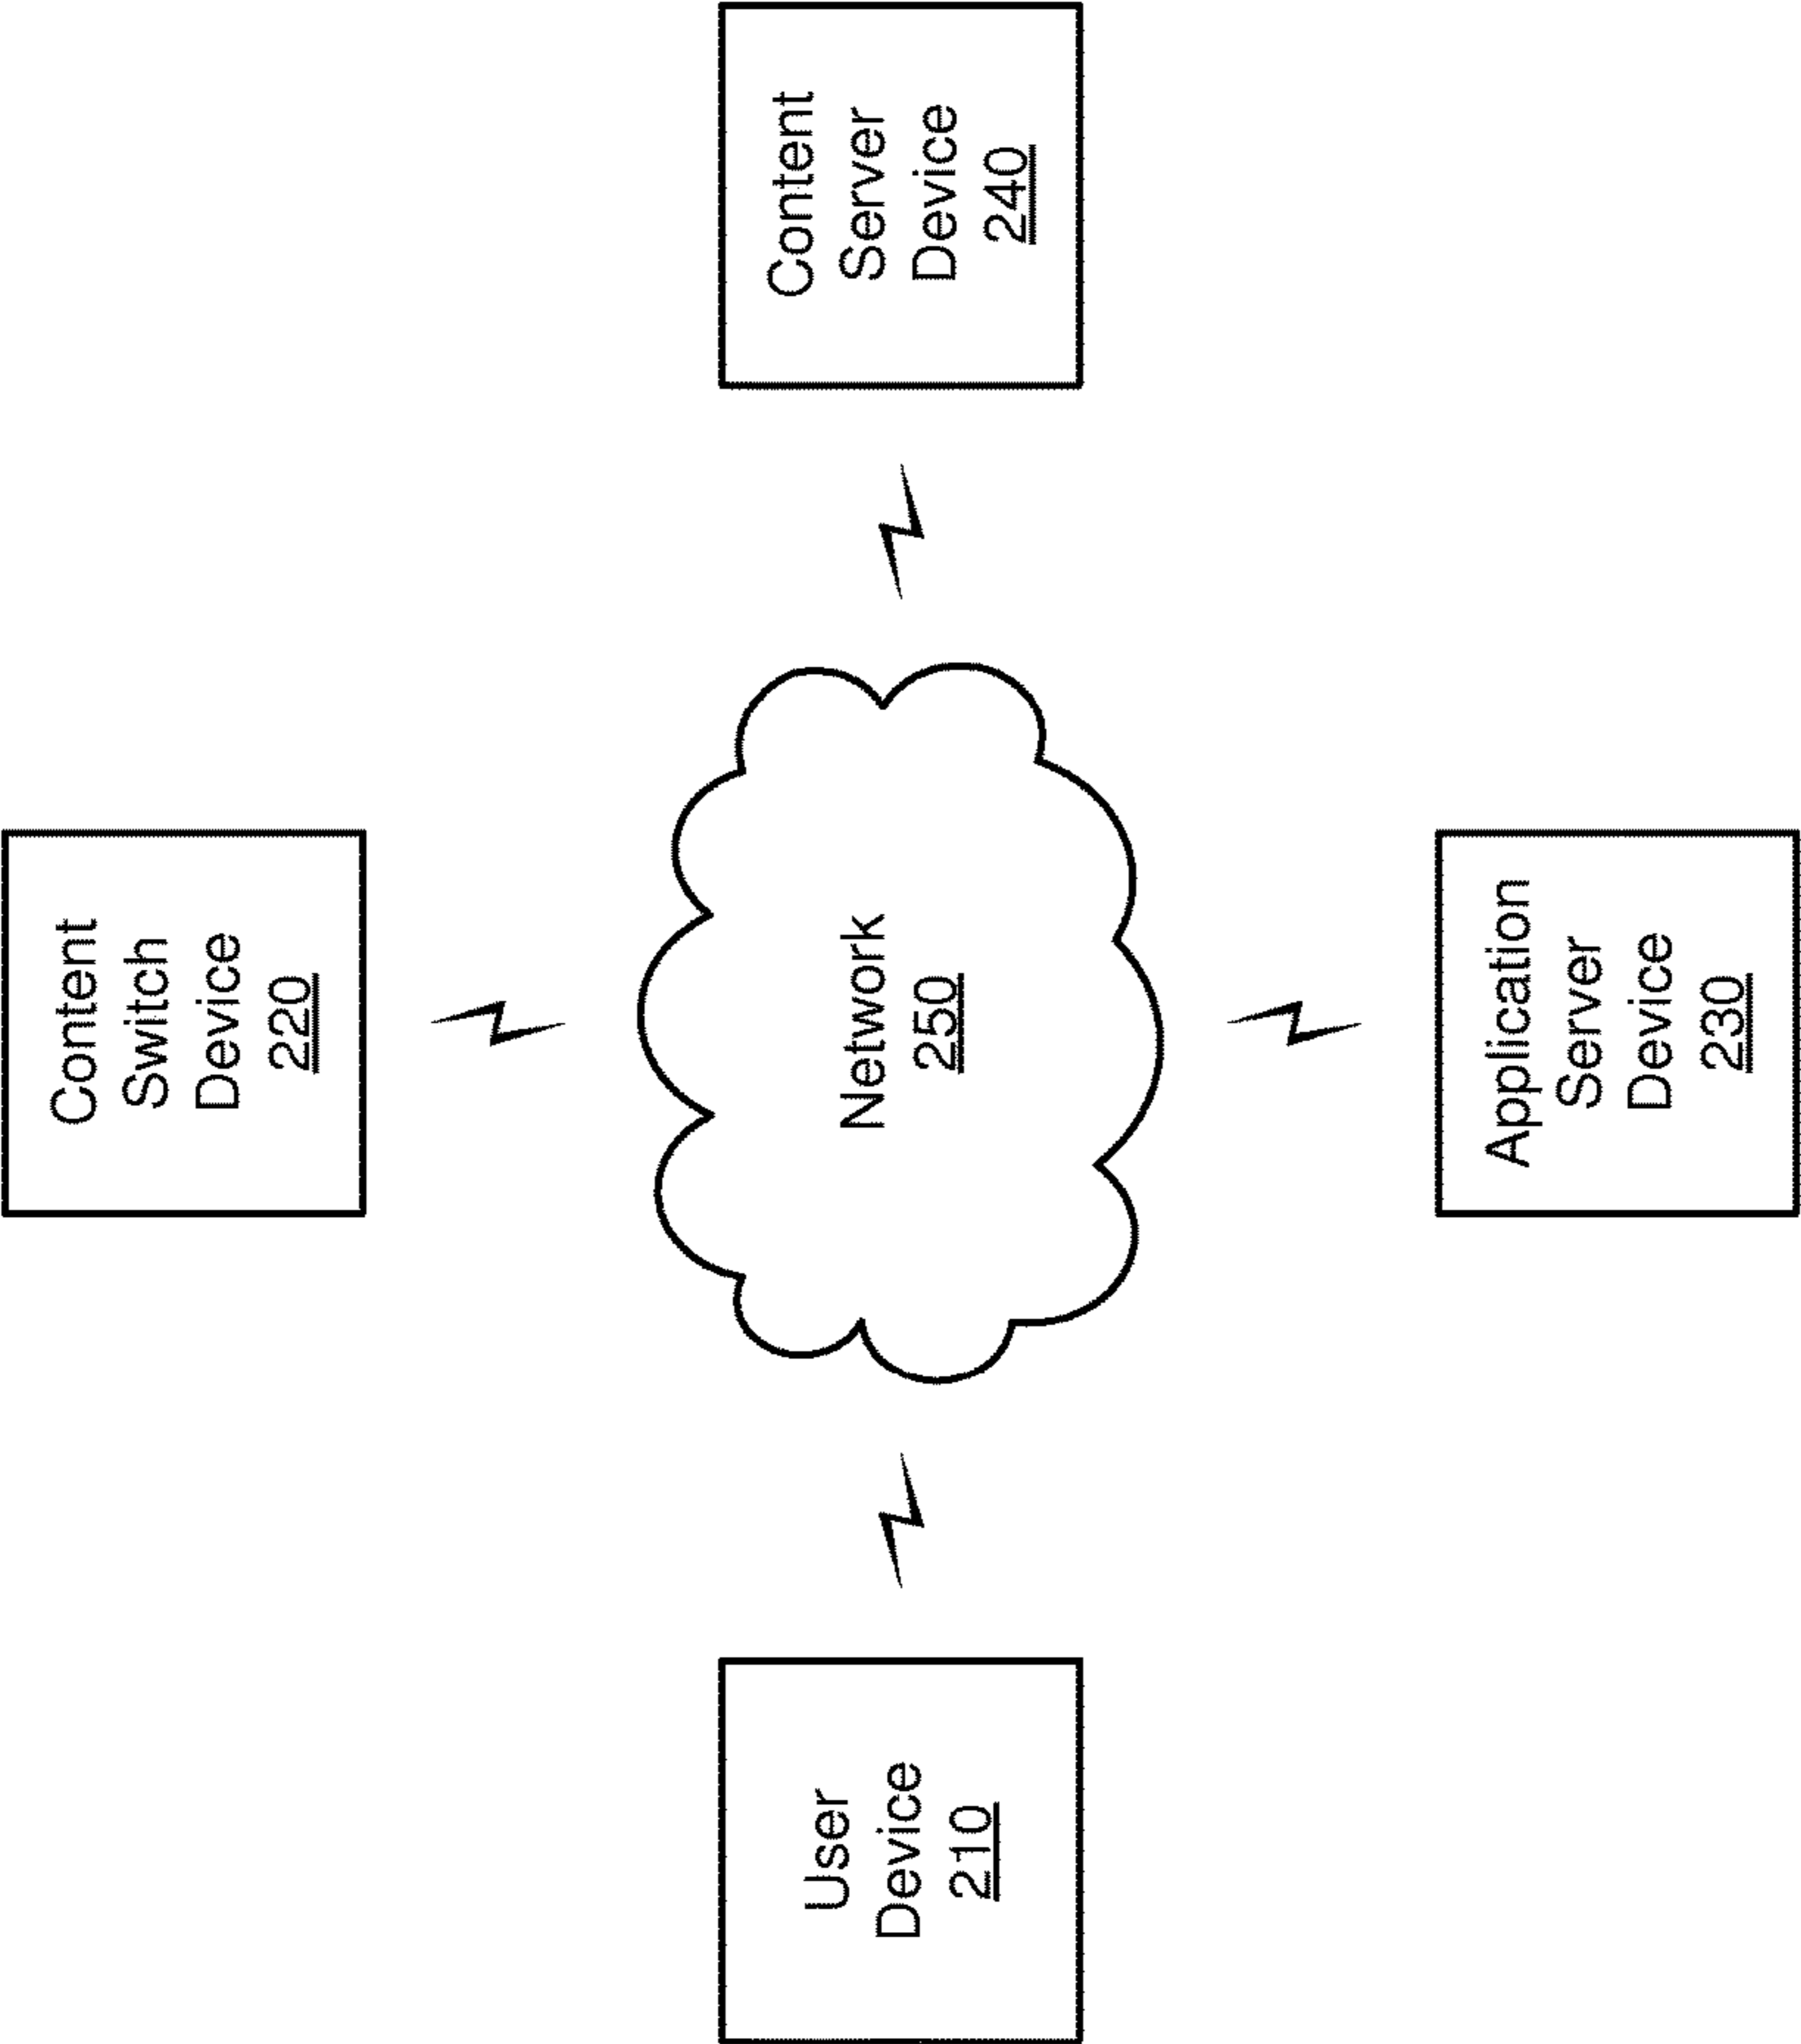 Content
Switch
Device
220
User
Device
210
Network
250
Content
Server
Device
240
Application
Server
Device
230